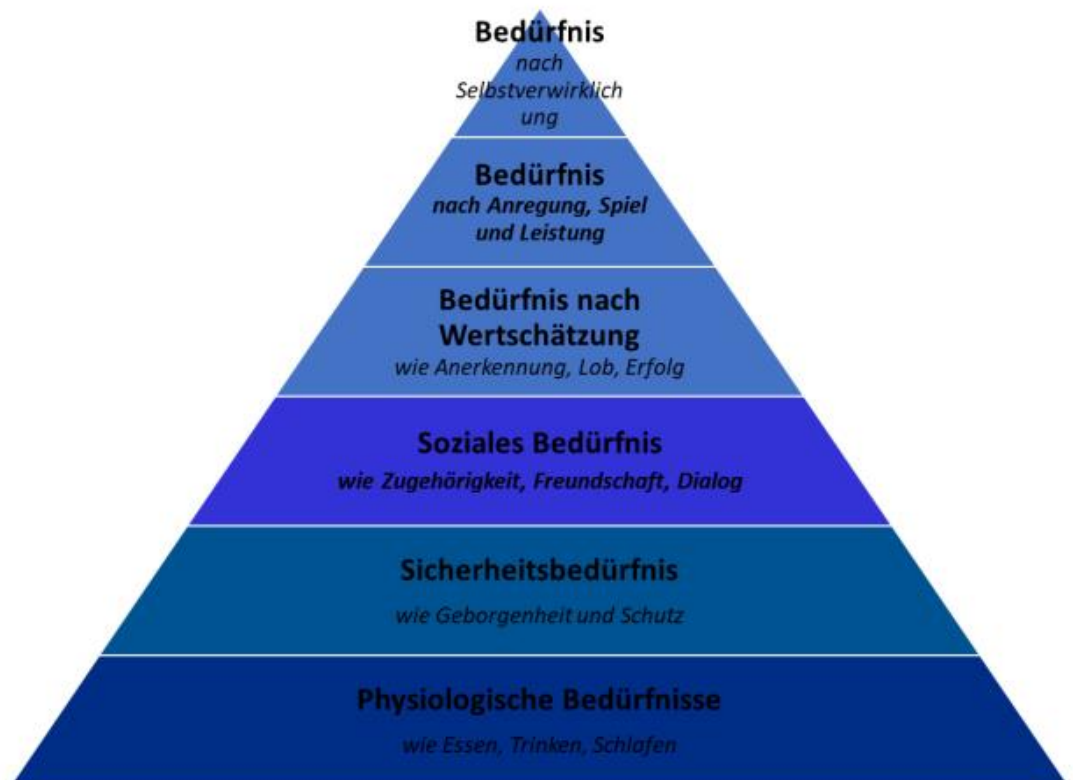 Bedürfnis
nach
Selbstverwirklich
ung
Bedürfnis
nach Anregung, Spiel
und Leistung
Bedürfnis nach
Wertschätzung
wie Anerkennung, Lob, Erfolg
Soziales Bedürfnis
wie Zugehörigkeit, Freundschaft, Dialog
Sicherheitsbedürfnis
wie Geborgenheit und Schutz
Physiologische Bedürfnisse
wie Essen, Trinken, Schlafen